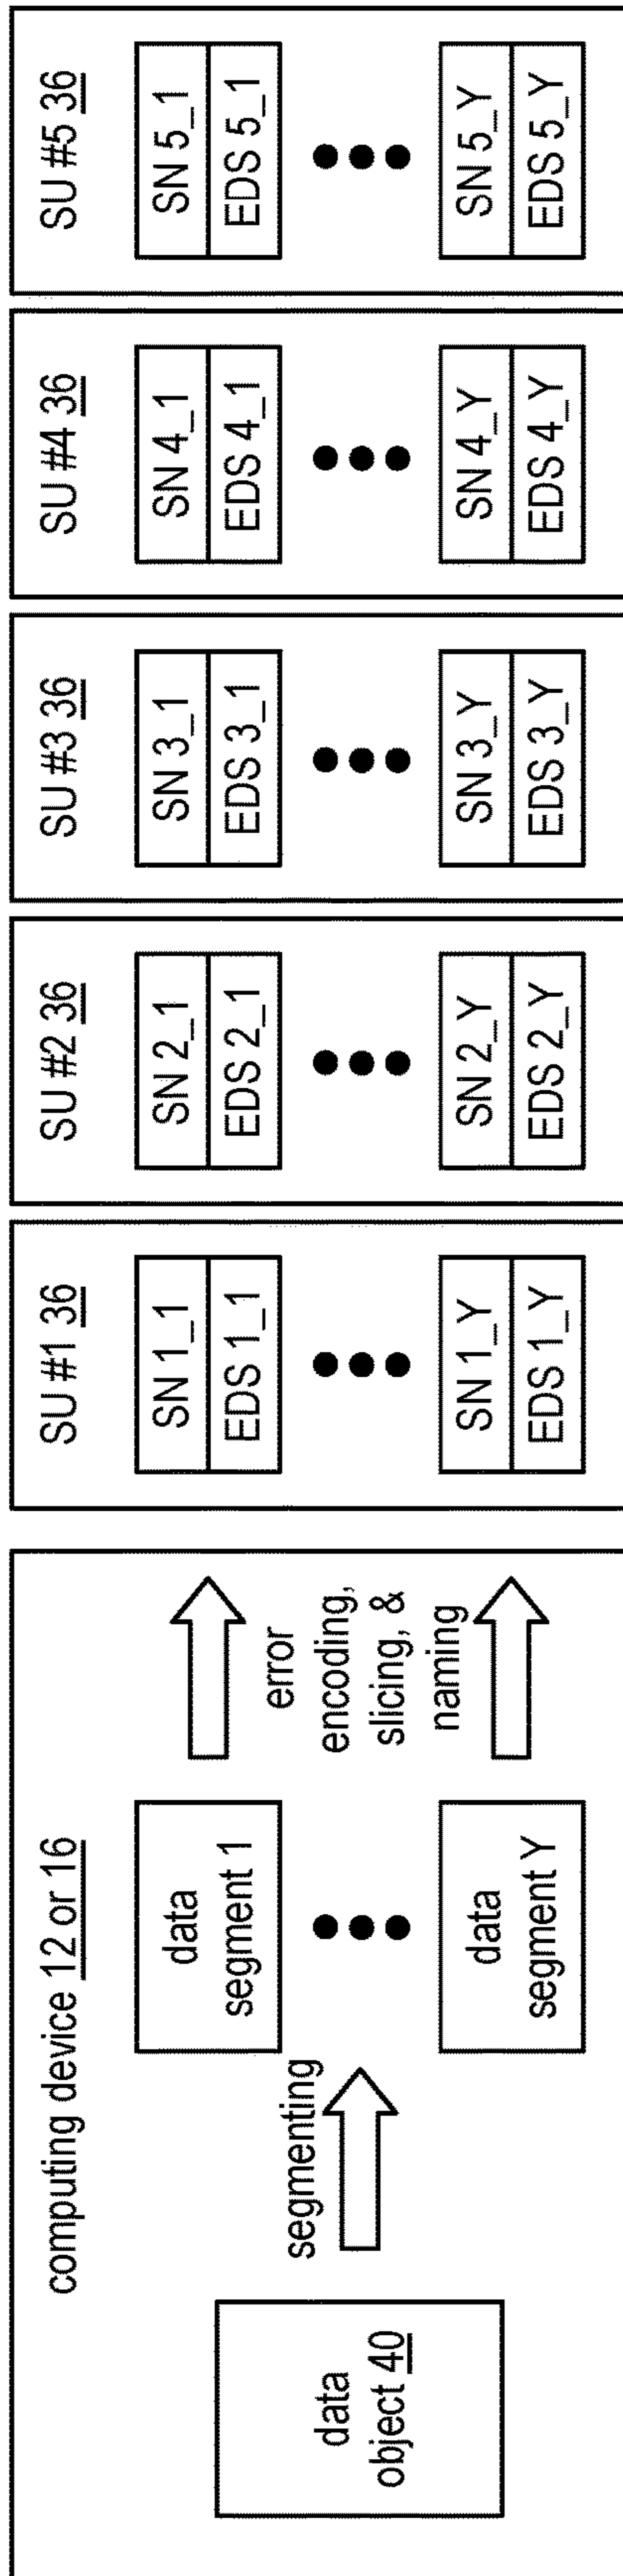 computing device 12 or 16
data
object 40
segmenting
data
segment 1
data
segment Y
error
encoding,
slicing, &
naming
SU #1 36
SN 1_1
EDS 1_1
SN 1_Y
EDS 1_Y
SU #2 36
SN 2_1
EDS 2_1
SN 2_Y
EDS 2_Y
SU #3 36
SN 3_1
EDS 3_1
SN 3_Y
EDS 3_Y
SU #4 36
SN 4_1
EDS 4_1
SN 4_Y
EDS 4_Y
SU #5 36
SN 5_1
EDS 5_1
SN 5_Y
EDS 5_Y